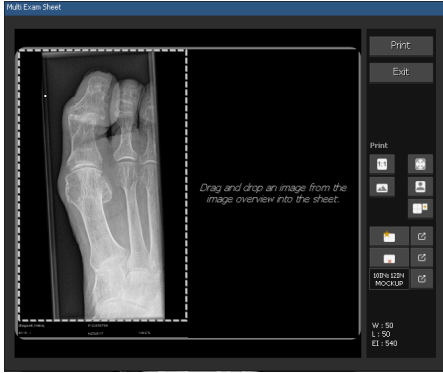 Multi Exam Sheet
Print
Exit
Drag and drop an image from the
image overview into the sheet.
Print
1:1
10IN x 12IN
MOCKUP
W : 50
L : 50
EI : 540